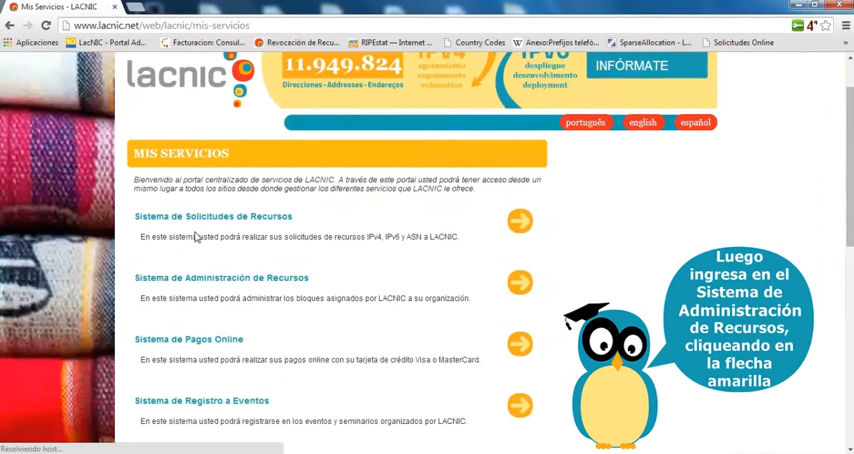 Mis Servicios - LACNIC
www.lacnic.net/web/lacnic/mis-servicios
4°
Aplicaciones LacNIC - Portal Ad... Facturacion: Consul... Revocación de Recu... RIPEstat — Internet ... Country Codes Anexo:Prefijos telefó... SparseAllocation - L... Solicitudes Online
lacnic
11.949.824
Direcciones - Addresses - Endereços
IPv4
agotamiento
esgotamento
exhaustion
IPv6
despliegue
desenvolvimento
deployment
INFÓRMATE
português english español
MIS SERVICIOS
Bienvenido al portal centralizado de servicios de LACNIC. A través de este portal usted podrá tener acceso desde un
mismo lugar a todos los sitios desde donde gestionar los diferentes servicios que LACNIC le ofrece.
Sistema de Solicitudes de Recursos
En este sistema usted podrá realizar sus solicitudes de recursos IPv4, IPv6 y ASN a LACNIC.
Sistema de Administración de Recursos
En este sistema usted podrá administrar los bloques asignados por LACNIC a su organización.
Sistema de Pagos Online
En este sistema usted podrá realizar sus pagos online con su tarjeta de crédito Visa o MasterCard.
Sistema de Registro a Eventos
En este sistema usted podrá registrarse en los eventos y seminarios organizados por LACNIC.
Luego
ingresa en el
Sistema de
Administración
de Recursos,
cliqueando en
la flecha
amarilla
Resolviendo host...